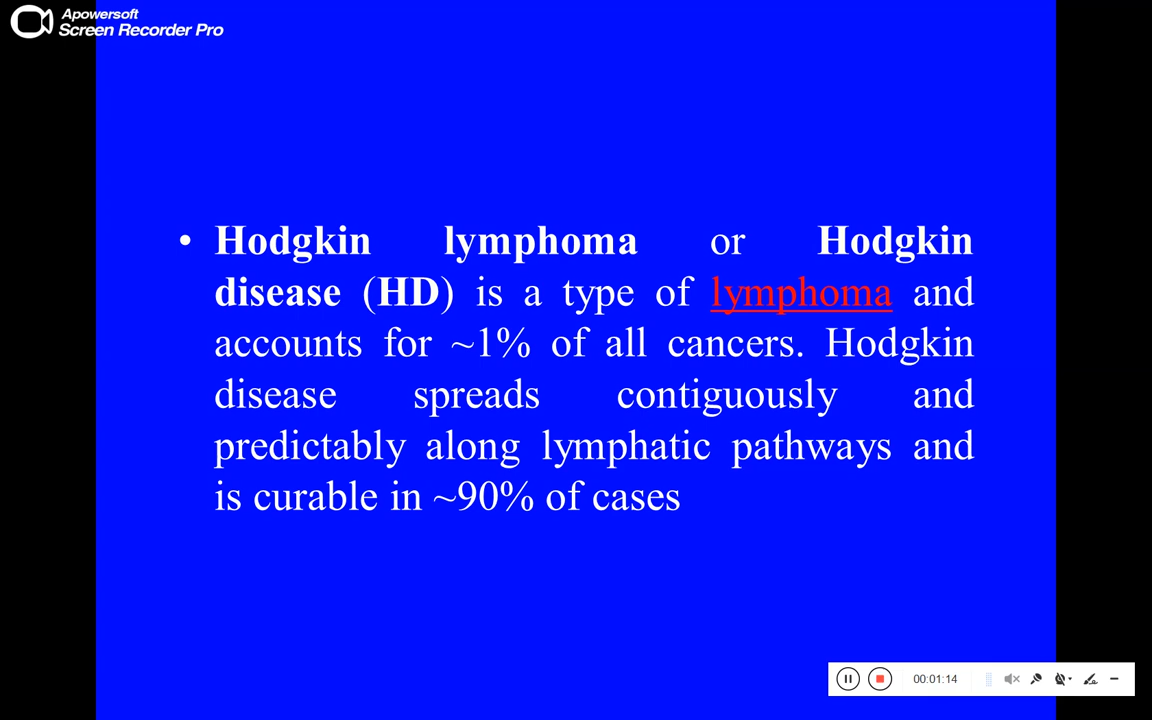 Apowersoft
Screen Recorder Pro
• Hodgkin lymphoma or Hodgkin
disease (HD) is a type of lymphoma and
accounts for ~1% of all cancers. Hodgkin
disease spreads contiguously and
predictably along lymphatic pathways and
is curable in ~90% of cases
00:01:14